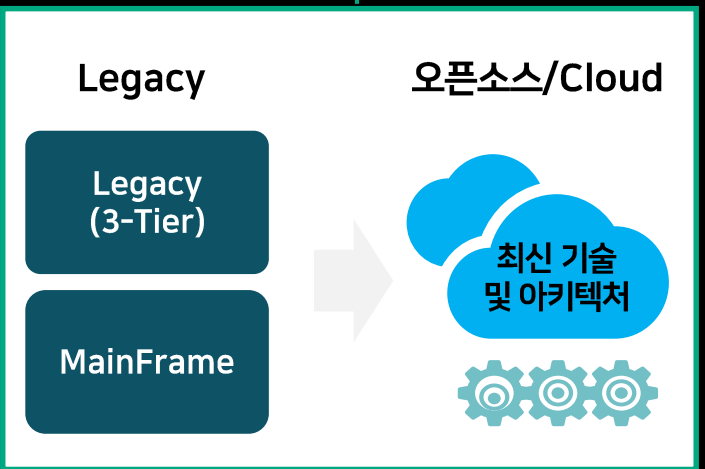 Legacy
오픈소스/Cloud
Legacy
(3-Tier)
최신 기술
및 아키텍처
MainFrame